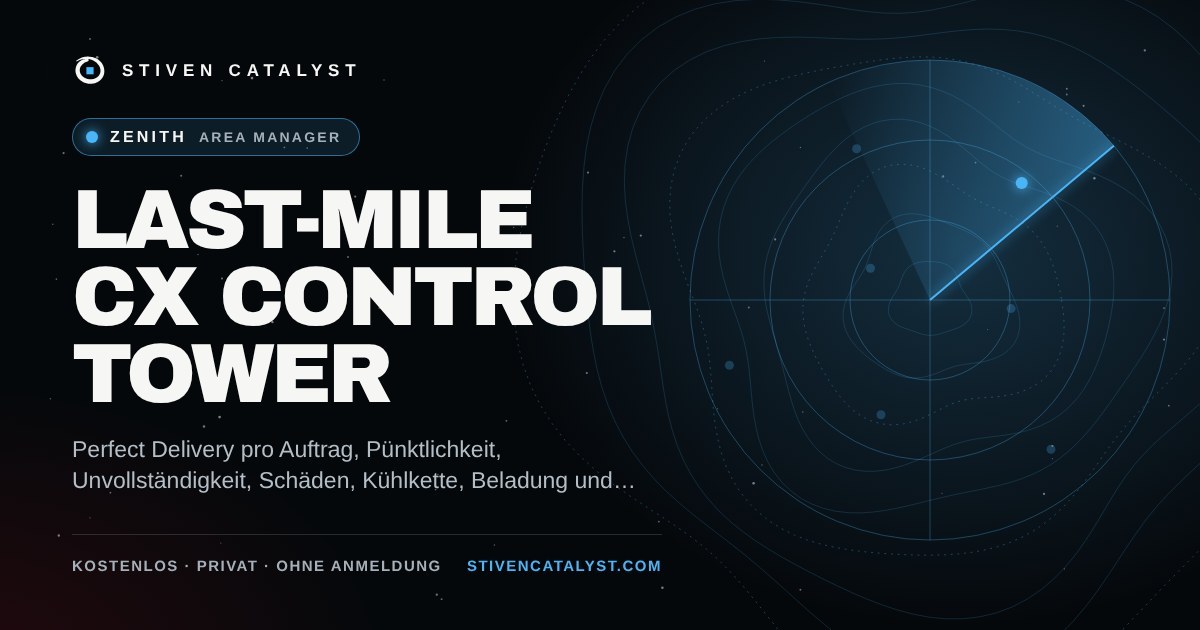 STIVEN CATALYST
ZENITH AREA MANAGER
LAST-MILE
CX CONTROL
TOWER
Perfect Delivery pro Auftrag, Pünktlichkeit,
Unvollständigkeit, Schäden, Kühlkette, Beladung und…
KOSTENLOS · PRIVAT · OHNE ANMELDUNG STIVENCATALYST.COM